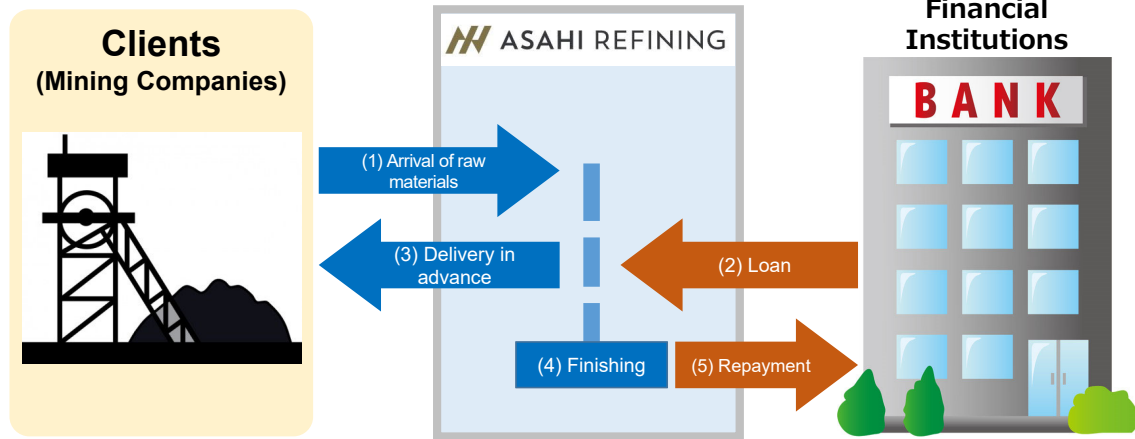 Clients
(Mining Companies)
ASAHI REFINING
Financial
Institutions
BANK
(1) Arrival of raw
materials
(3) Delivery in
advance
(2) Loan
(4) Finishing
(5) Repayment